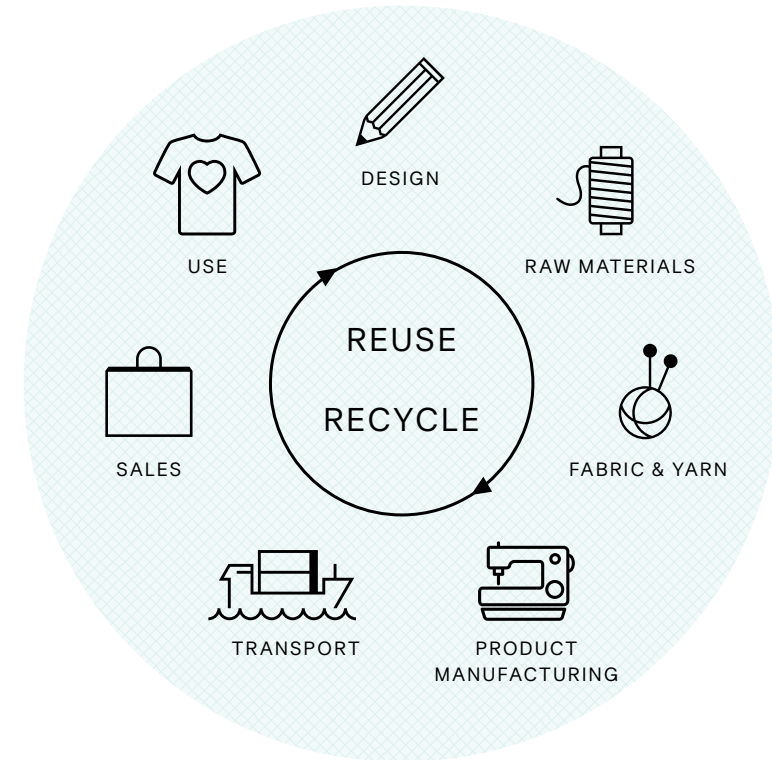 DESIGN
USE
RAW MATERIALS
REUSE
RECYCLE
SALES
FABRIC & YARN
TRANSPORT
PRODUCT
MANUFACTURING